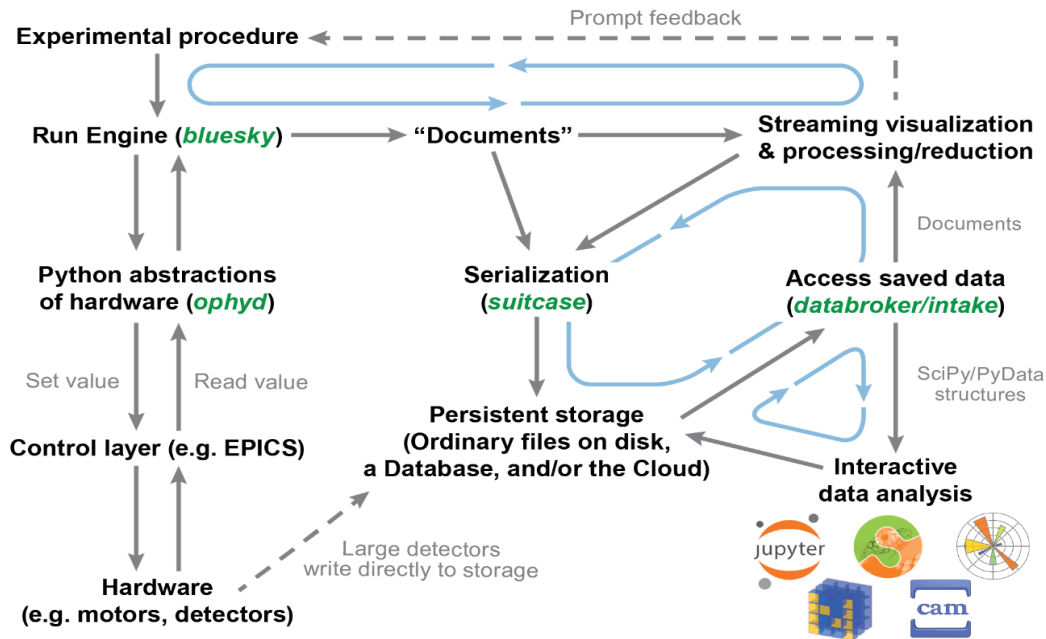 Prompt feedback
Experimental procedure
Run Engine (bluesky)
“Documents”
Streaming visualization
& processing/reduction
Documents
Python abstractions
of hardware (ophyd)
Serialization
(suitcase)
Access saved data
(databroker/intake)
Set value
Read value
SciPy/PyData
structures
Control layer (e.g. EPICS)
Persistent storage
(Ordinary files on disk,
a Database, and/or the Cloud)
Interactive
data analysis
Large detectors
write directly to storage
Hardware
(e.g. motors, detectors)
jupyter
cam